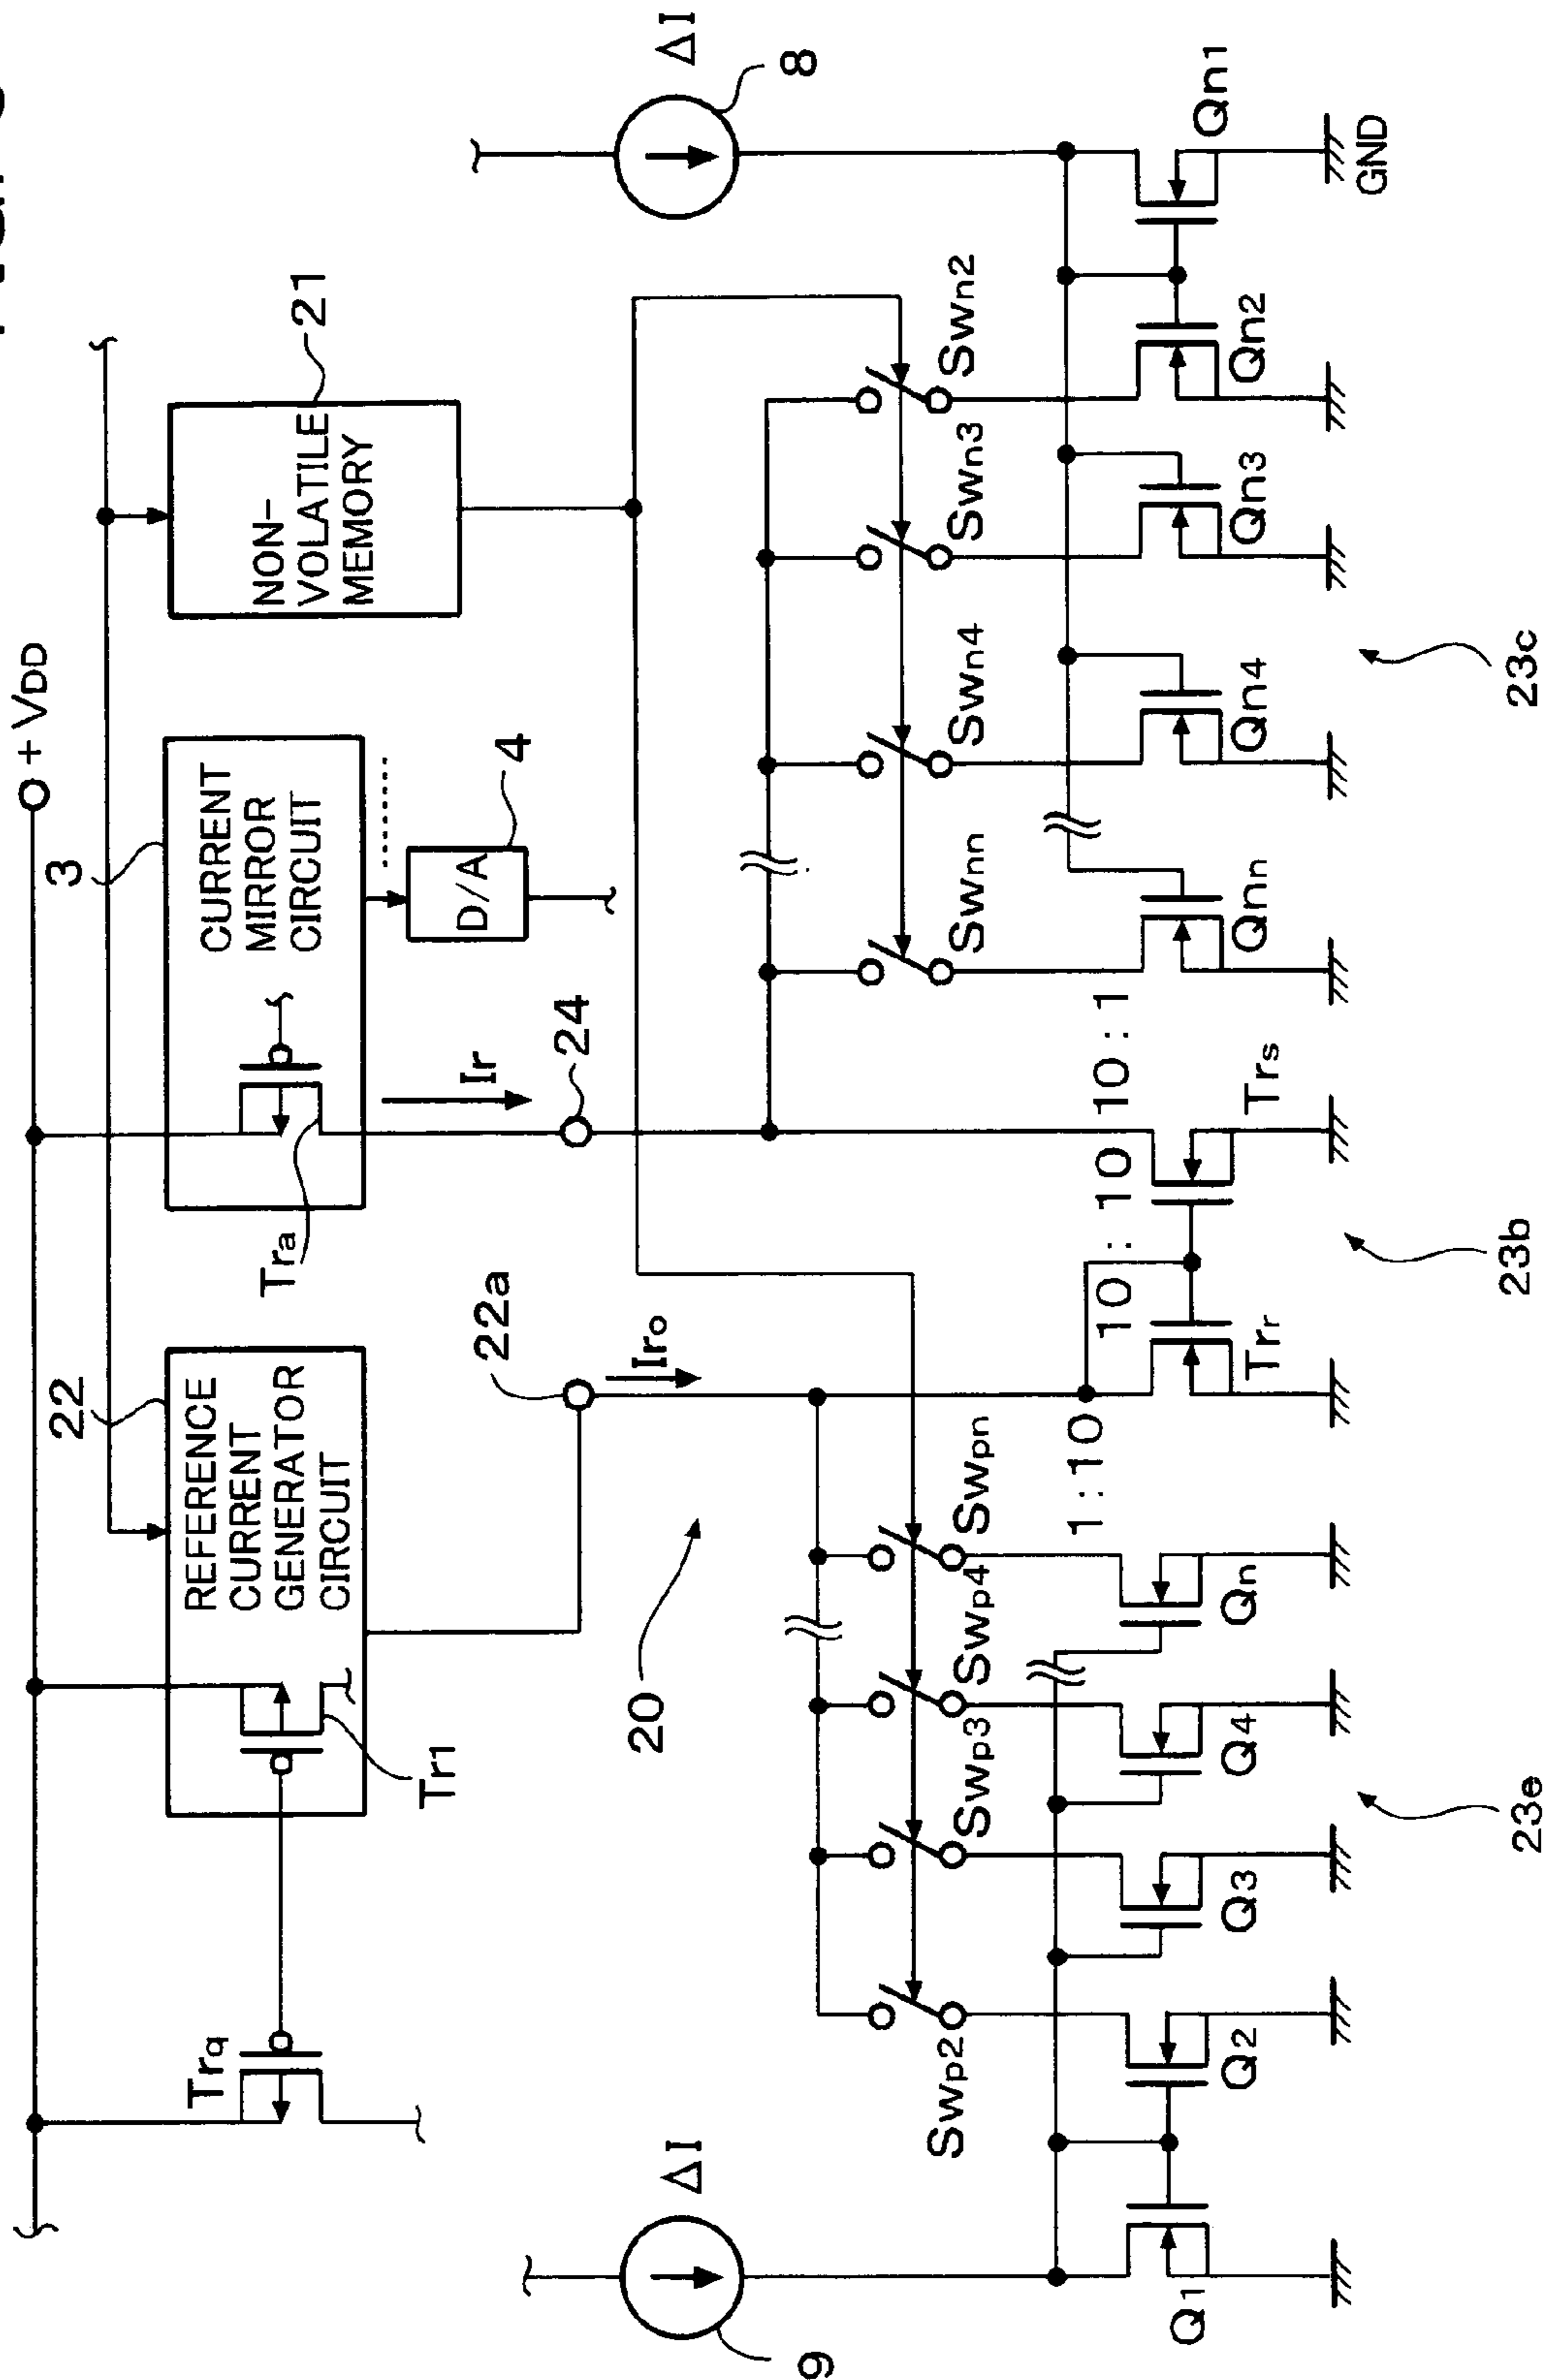 + VDD
3
CURRENT
MIRROR
CIRCUIT
Tra
22
REFERENCE
CURRENT
GENERATOR
CIRCUIT
Tr1
Trq
NON-
VOLATILE
MEMORY
21
D/A
4
Ir
24
22a
Iro
20
ΔI
8
ΔI
9
Swp2
Swp3
Swp4
Swpn
Swnn
Swn4
Swn3
Swn2
1 : 10
10 : 10
10 : 1
Q1
Q2
Q3
Q4
Qn
Trr
Trs
Qnn
Qn4
Qn3
Qn2
Qn1
GND
23e
23b
23c